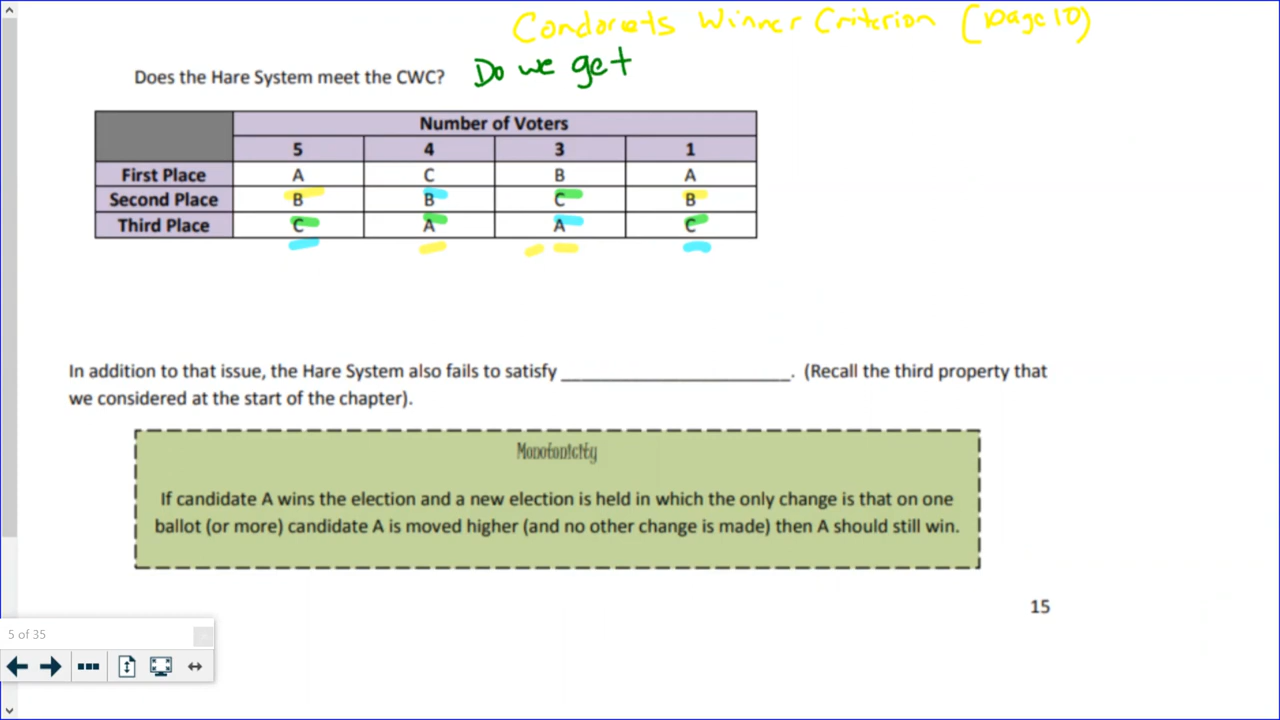 Condorcets Winner Criterion (page 10)
Does the Hare System meet the CWC? Do we get
Number of Voters
5 4 3 1
First Place A C B A
Second Place B B C B
Third Place C A A C
In addition to that issue, the Hare System also fails to satisfy ______________________. (Recall the third property that
we considered at the start of the chapter).
Monotonicity
If candidate A wins the election and a new election is held in which the only change is that on one
ballot (or more) candidate A is moved higher (and no other change is made) then A should still win.
15
5 of 35